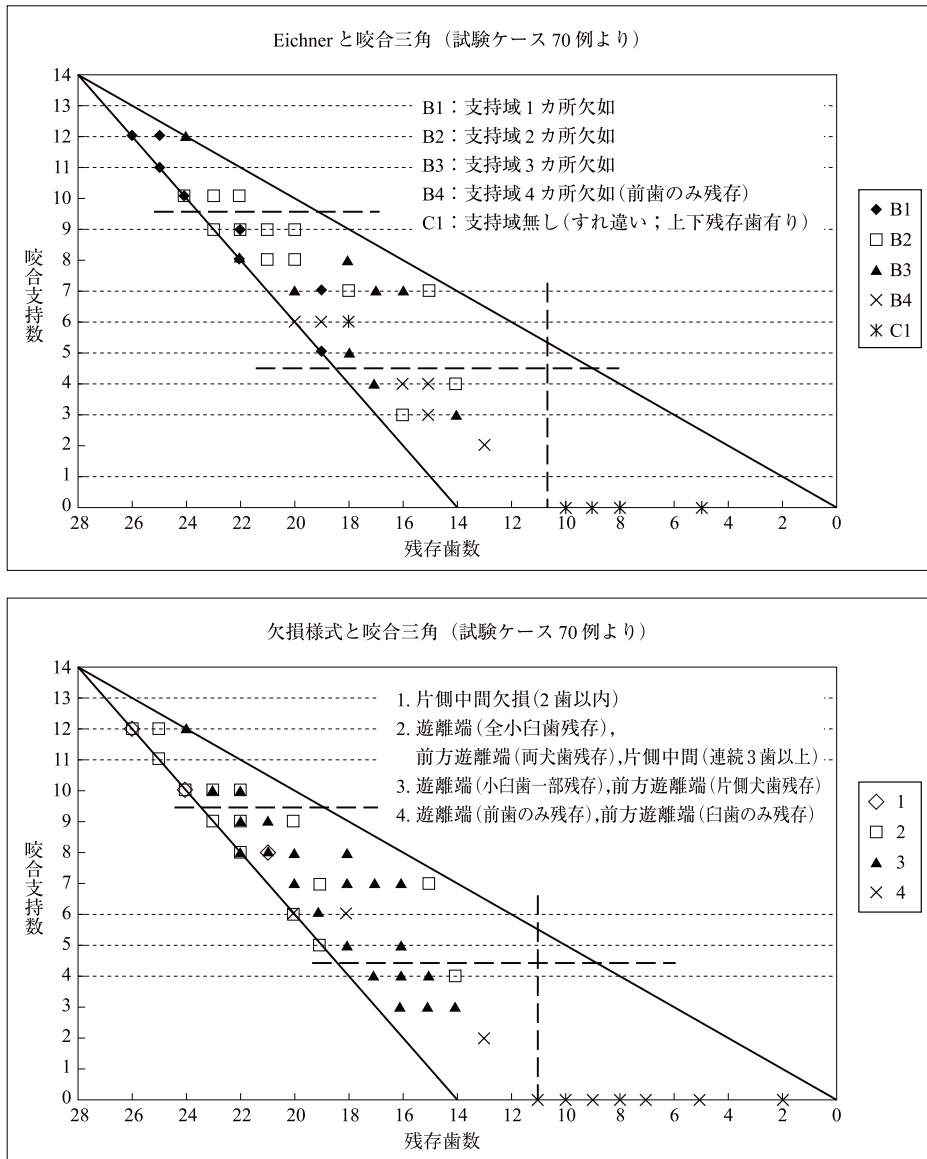 Eichnerと咬合三角（試験ケース70例より）
B1：支持域1カ所欠如
B2：支持域2カ所欠如
B3：支持域3カ所欠如
B4：支持域4カ所欠如（前歯のみ残存）
C1：支持域無し（すれ違い；上下残存歯有り）
14
13
12
11
10
9
8
7
6
5
4
3
2
1
0
咬合支持数
28 26 24 22 20 18 16 14 12 10 8 6 4 2 0
残存歯数
B1
B2
B3
B4
C1
欠損様式と咬合三角（試験ケース70例より）
1. 片側中間欠損（2歯以内）
2. 遊離端（全小臼歯残存），
前方遊離端（両犬歯残存），片側中間（連続3歯以上）
3. 遊離端（小臼歯一部残存），前方遊離端（片側犬歯残存）
4. 遊離端（前歯のみ残存），前方遊離端（臼歯のみ残存）
14
13
12
11
10
9
8
7
6
5
4
3
2
1
0
咬合支持数
28 26 24 22 20 18 16 14 12 10 8 6 4 2 0
残存歯数
1
2
3
4